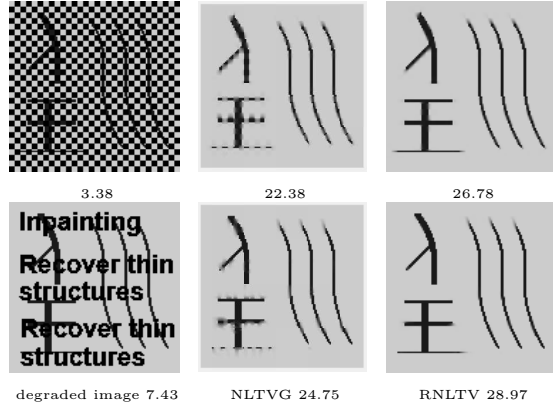 3.38 22.38 26.78
Inpainting
Recover thin
structures
Recover thin
structures
degraded image 7.43 NLTVG 24.75 RNLTV 28.97